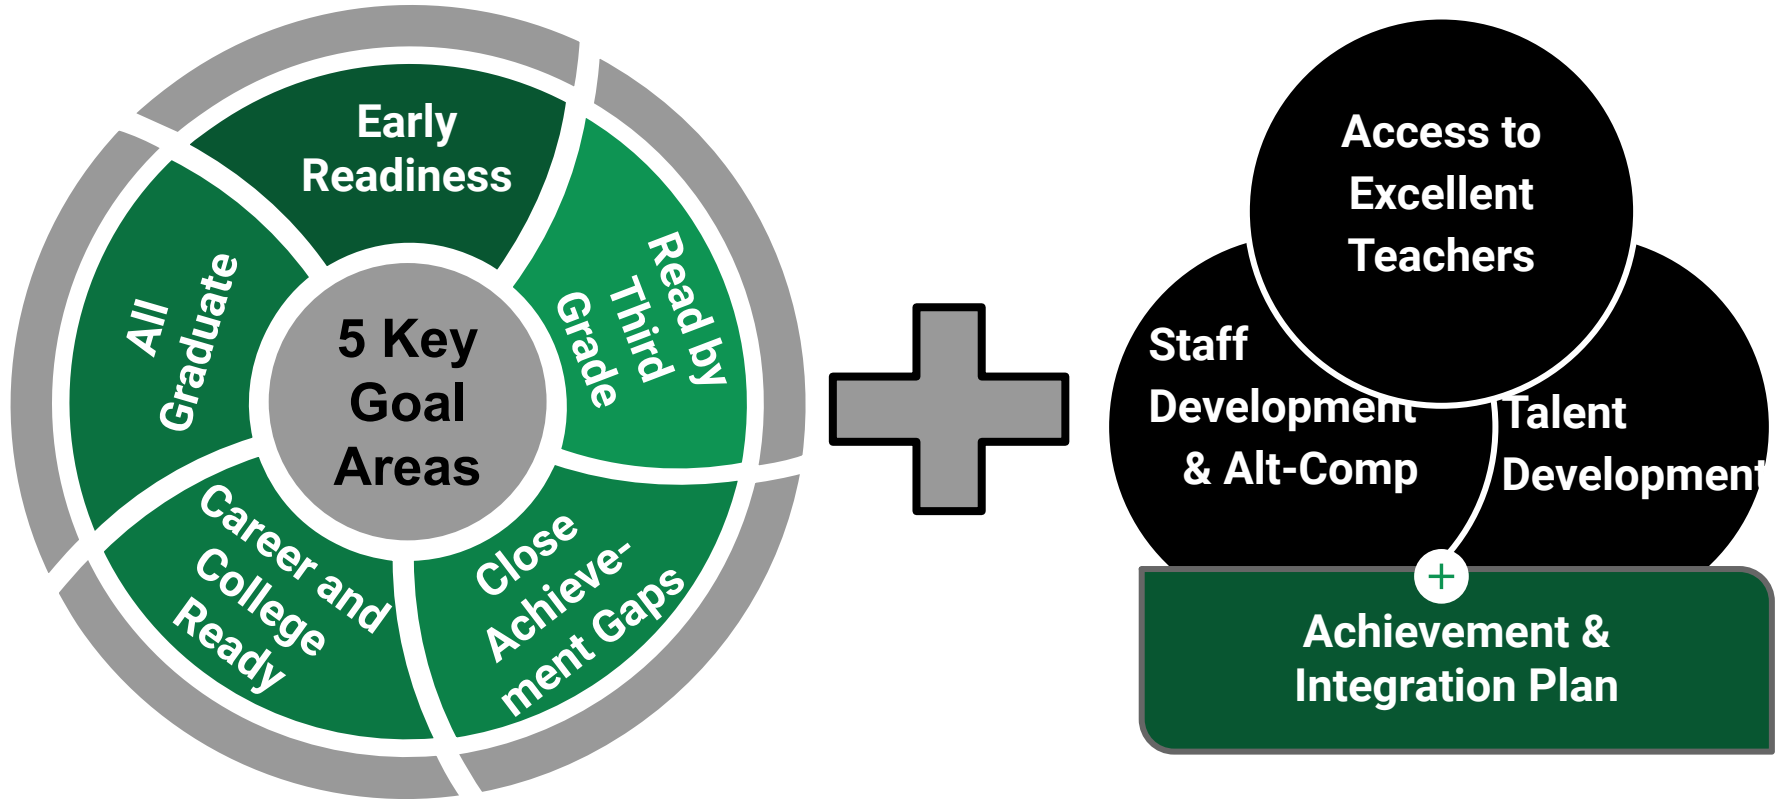 Early
Readiness
Read by
Third
Grade
Close
Achieve-
ment Gaps
Career and
College
Ready
All
Graduate
5 Key
Goal
Areas
Access to
Excellent
Teachers
Staff
Development
& Alt-Comp
Talent
Development
+
Achievement &
Integration Plan